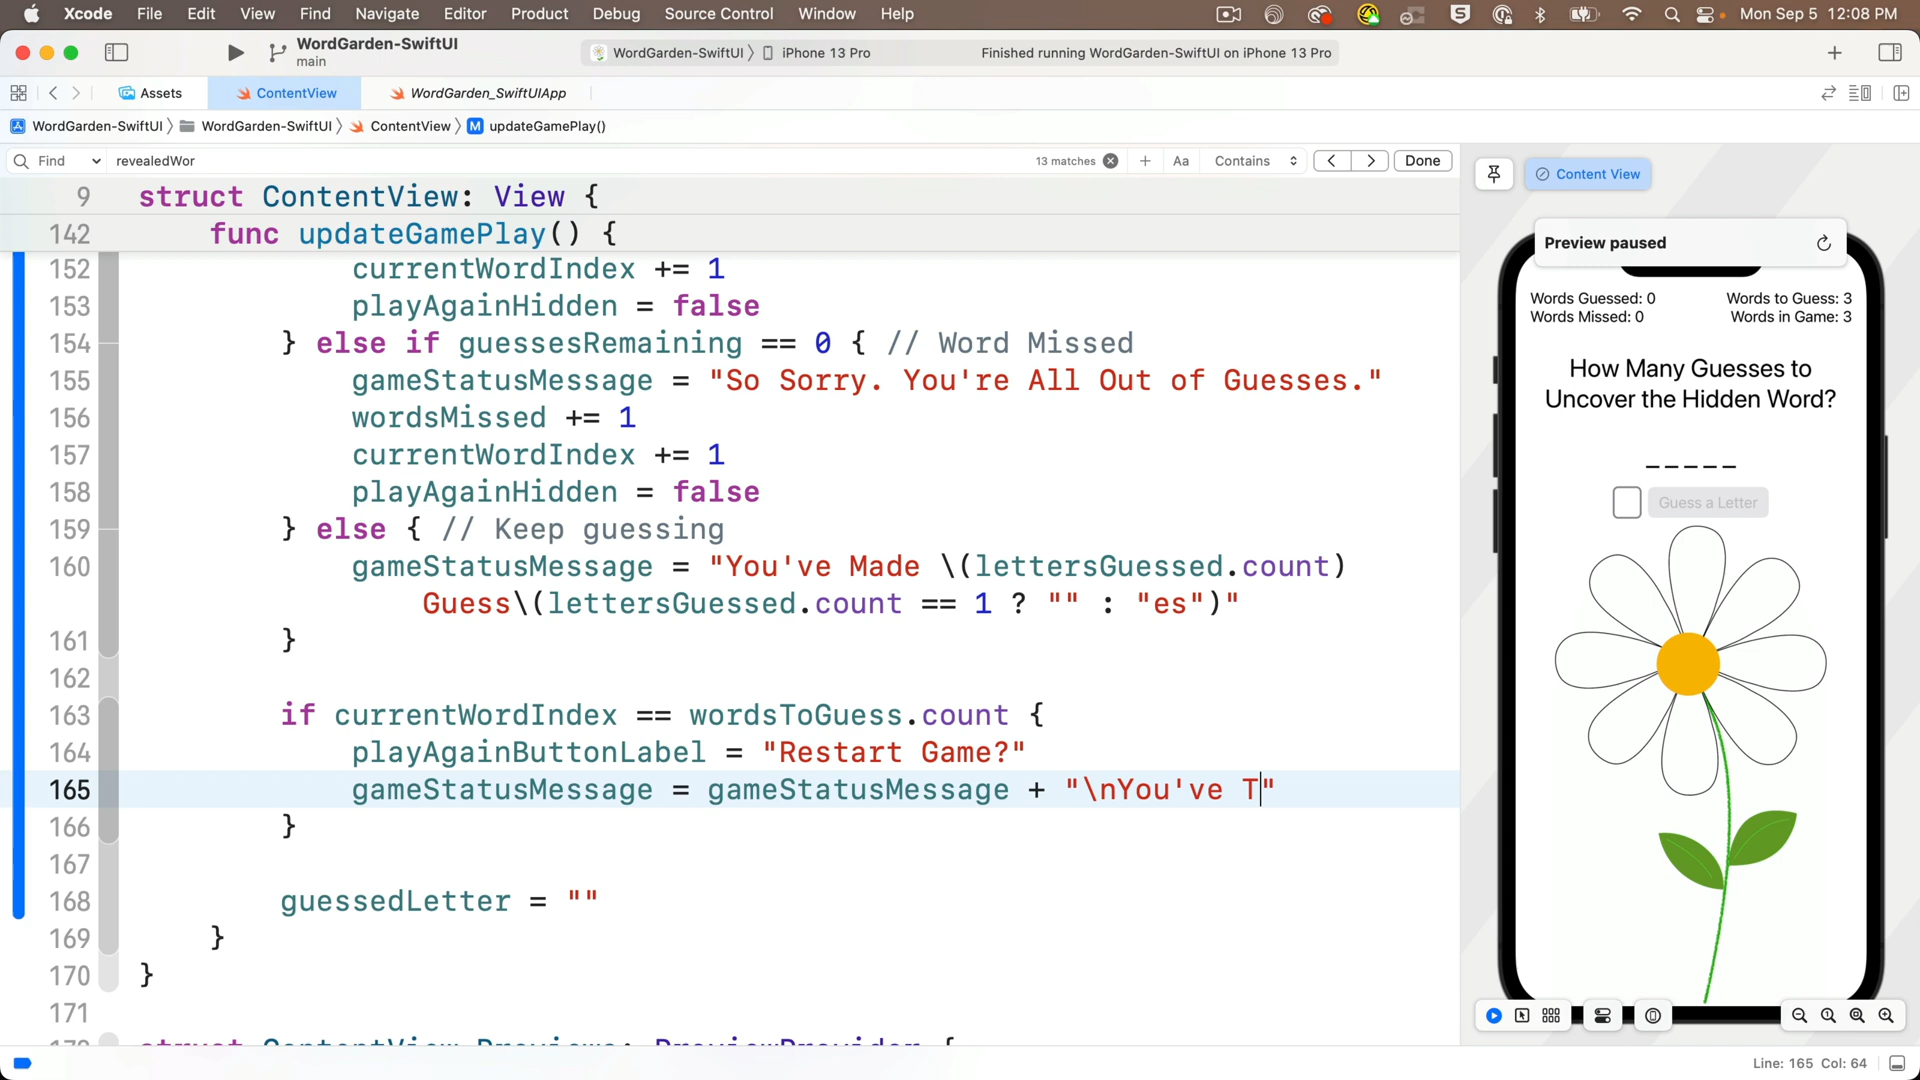 Xcode File Edit View Find Navigate Editor Product Debug Source Control Window Help Mon Sep 5 12:08 PM
WordGarden-SwiftUI
main
WordGarden-SwiftUI iPhone 13 Pro Finished running WordGarden-SwiftUI on iPhone 13 Pro
Assets ContentView WordGarden_SwiftUIApp
WordGarden-SwiftUI WordGarden-SwiftUI ContentView M updateGamePlay()
Find revealedWor 13 matches Aa Contains Done
9 struct ContentView: View {
142 func updateGamePlay() {
152 currentWordIndex += 1
153 playAgainHidden = false
154 } else if guessesRemaining == 0 { // Word Missed
155 gameStatusMessage = "So Sorry. You're All Out of Guesses."
156 wordsMissed += 1
157 currentWordIndex += 1
158 playAgainHidden = false
159 } else { // Keep guessing
160 gameStatusMessage = "You've Made \(lettersGuessed.count)
Guess\(lettersGuessed.count == 1 ? "" : "es")"
161 }
162
163 if currentWordIndex == wordsToGuess.count {
164 playAgainButtonLabel = "Restart Game?"
165 gameStatusMessage = gameStatusMessage + "\nYou've T"
166 }
167
168 guessedLetter = ""
169 }
170 }
171
struct ContentView_Previews: PreviewProvider {
Content View
Preview paused
Words Guessed: 0 Words to Guess: 3
Words Missed: 0 Words in Game: 3
How Many Guesses to
Uncover the Hidden Word?
_ _ _ _ _
Guess a Letter
Line: 165 Col: 64